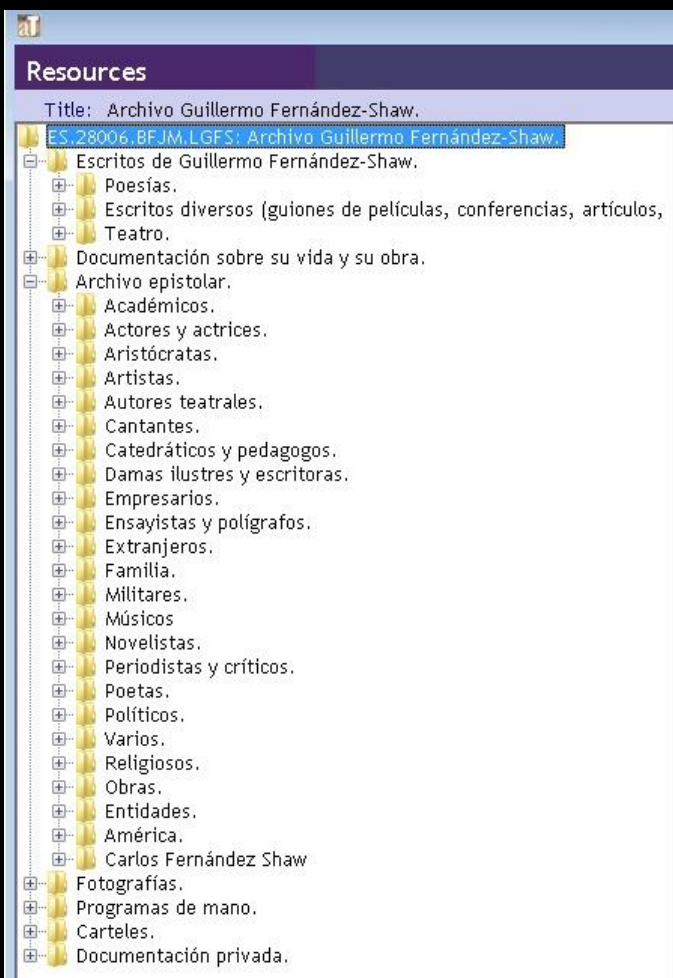 aT
Resources
Title: Archivo Guillermo Fernández-Shaw.
ES.28006.BFJM.LGFS: Archivo Guillermo Fernández-Shaw.
Escritos de Guillermo Fernández-Shaw.
Poesías.
Escritos diversos (guiones de películas, conferencias, artículos,
Teatro.
Documentación sobre su vida y su obra.
Archivo epistolar.
Académicos.
Actores y actrices.
Aristócratas.
Artistas.
Autores teatrales.
Cantantes.
Catedráticos y pedagogos.
Damas ilustres y escritoras.
Empresarios.
Ensayistas y polígrafos.
Extranjeros.
Familia.
Militares.
Músicos
Novelistas.
Periodistas y críticos.
Poetas.
Políticos.
Varios.
Religiosos.
Obras.
Entidades.
América.
Carlos Fernández Shaw
Fotografías.
Programas de mano.
Carteles.
Documentación privada.